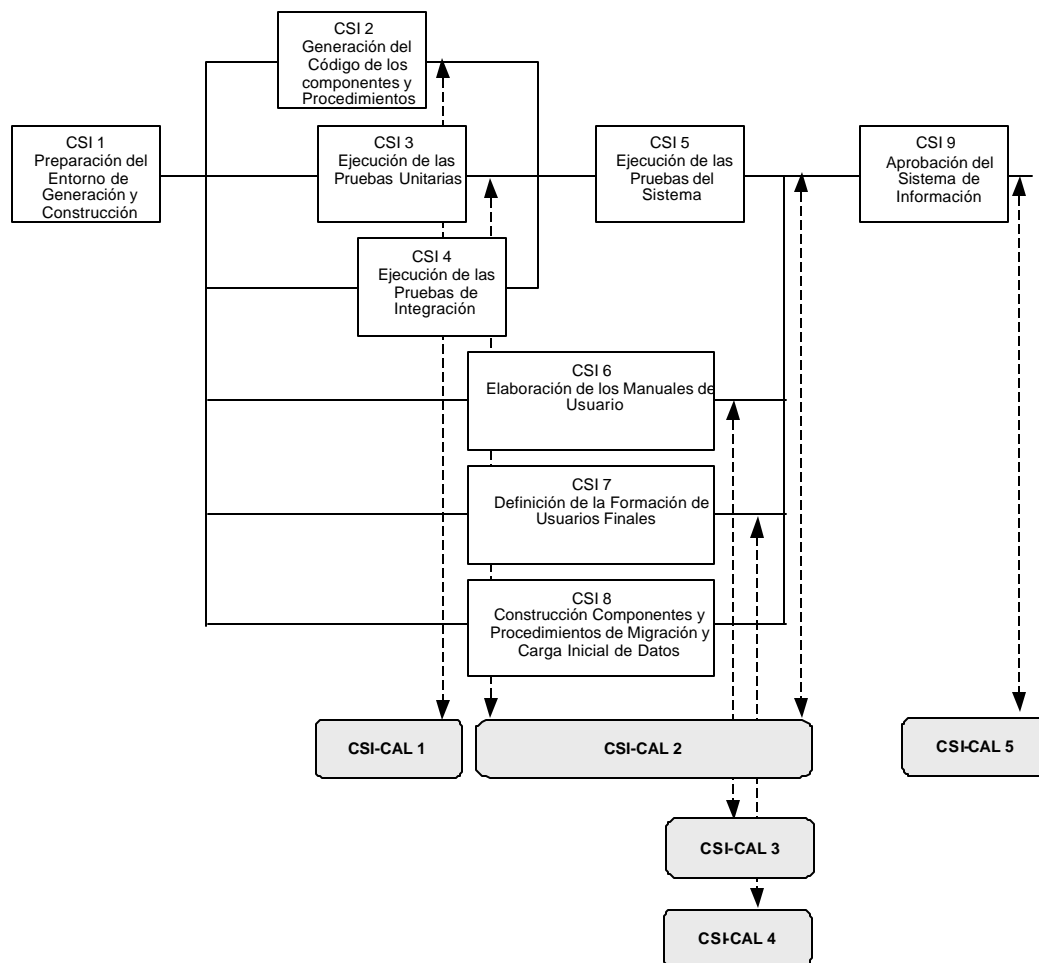 CSI 2
Generación del
Código de los
componentes y
Procedimientos
CSI 1
Preparación del
Entorno de
Generación y
Construcción
CSI 3
Ejecución de las
Pruebas Unitarias
CSI 5
Ejecución de las
Pruebas del
Sistema
CSI 9
Aprobación del
Sistema de
Información
CSI 4
Ejecución de las
Pruebas de
Integración
CSI 6
Elaboración de los Manuales de
Usuario
CSI 7
Definición de la Formación de
Usuarios Finales
CSI 8
Construcción Componentes y
Procedimientos de Migración y
Carga Inicial de Datos
CSI-CAL 1
CSI-CAL 2
CSI-CAL 5
CSI-CAL 3
CSI-CAL 4